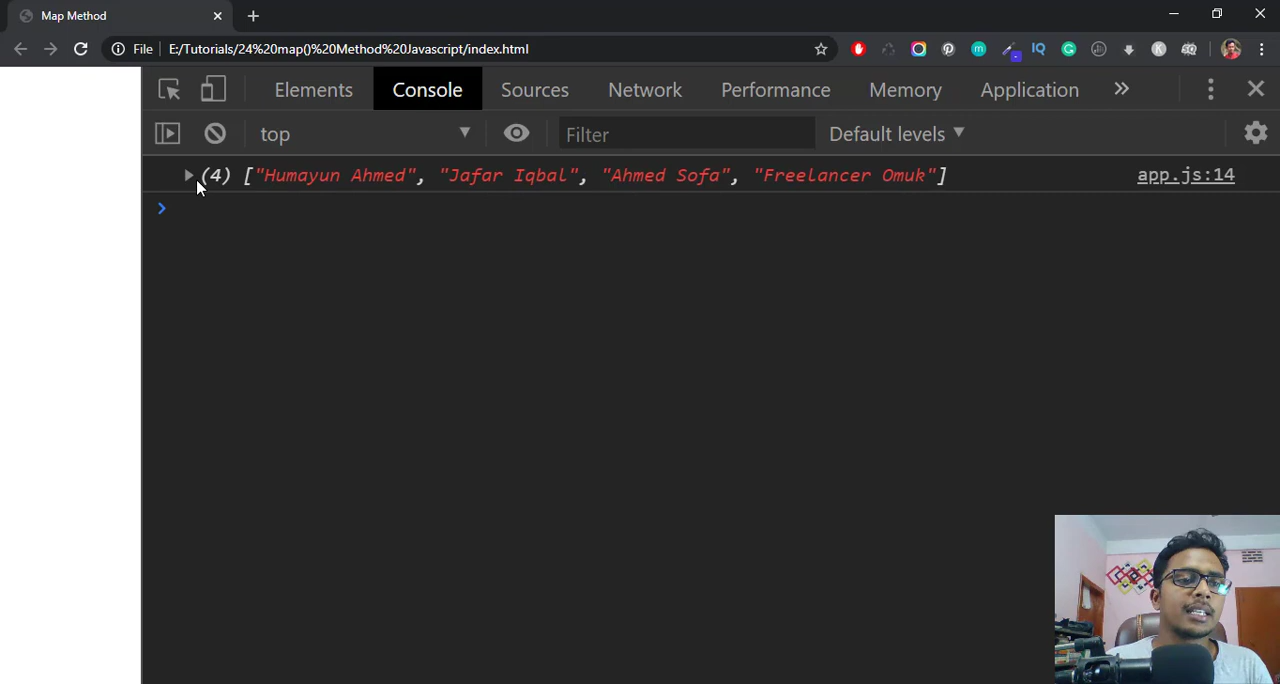 Map Method
File E:/Tutorials/24%20map()%20Method%20Javascript/index.html
IQ
Elements Console Sources Network Performance Memory Application
top Filter Default levels
(4) ["Humayun Ahmed", "Jafar Iqbal", "Ahmed Sofa", "Freelancer Omuk"] app.js:14